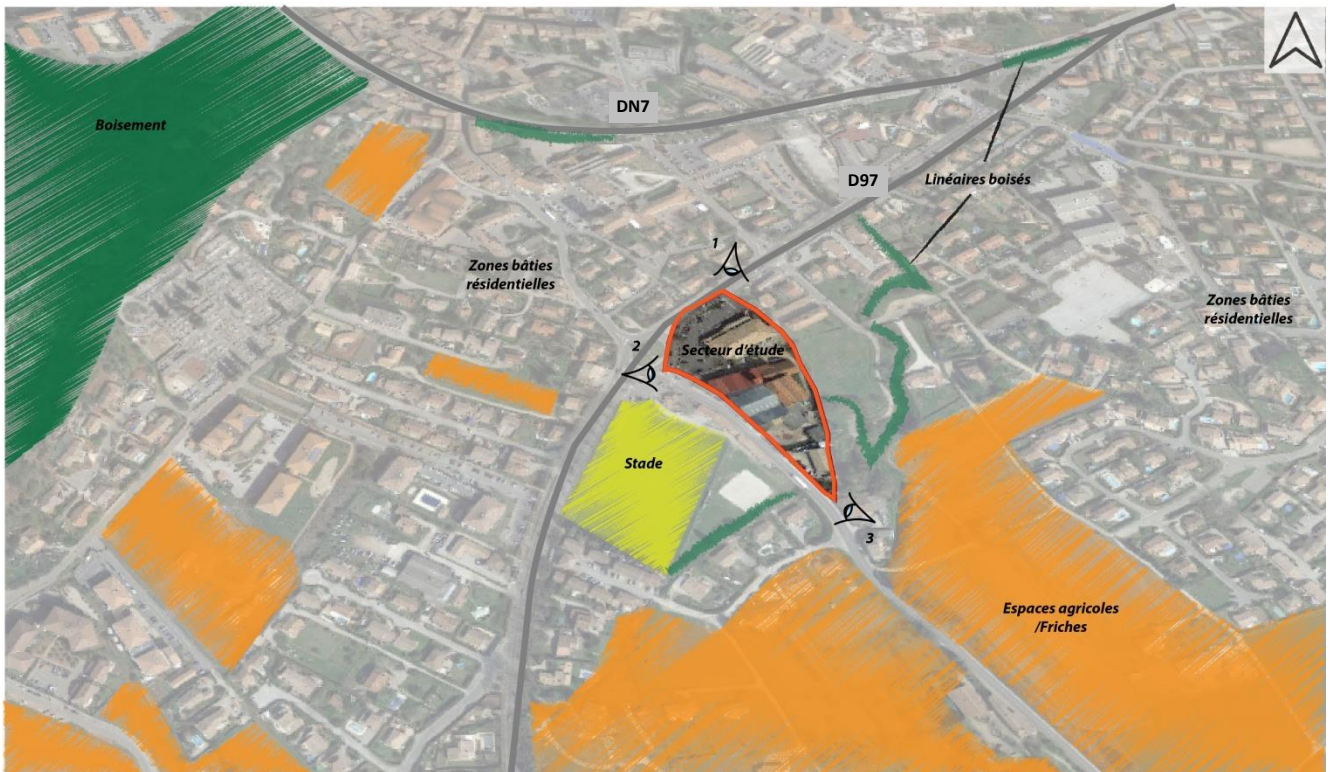 DN7
Boisement
D97
Linéaires boisés
1
Zones bâties
résidentielles
Zones bâties
résidentielles
2
Secteur d'étude
Stade
3
Espaces agricoles
/Friches